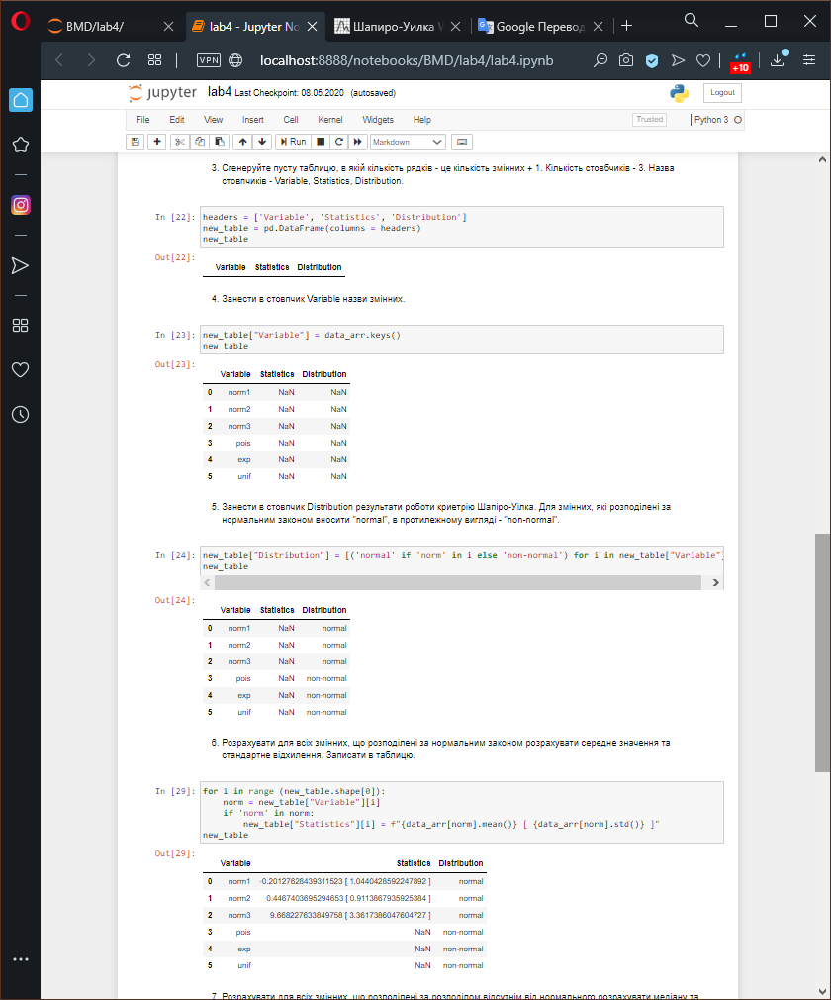 BMD/lab4/
lab4 - Jupyter No
Шапиро-Уилка
Google Перевод
VPN
localhost:8888/notebooks/BMD/lab4/lab4.ipynb
+10
jupyter lab4 Last Checkpoint: 08.05.2020 (autosaved)
Logout
File Edit View Insert Cell Kernel Widgets Help
Trusted
Python 3
Run
Markdown
3. Сгенеруйте пусту таблицю, в якій кількість рядків - це кількість змінних + 1. Кількість стовбчиків - 3. Назва
стовпчиків - Variable, Statistics, Distribution.
In [22]: headers = ['Variable', 'Statistics', 'Distribution']
new_table = pd.DataFrame(columns = headers)
new_table
Out[22]:
Variable Statistics Distribution
4. Занести в стовпчик Variable назви змінних.
In [23]: new_table["Variable"] = data_arr.keys()
new_table
Out[23]:
Variable Statistics Distribution
0 norm1 NaN NaN
1 norm2 NaN NaN
2 norm3 NaN NaN
3 pois NaN NaN
4 exp NaN NaN
5 unif NaN NaN
5. Занести в стовпчик Distribution результати роботи криетрію Шапіро-Уілка. Для змінних, які розподілені за
нормальним законом вносити "normal", в протилежному вигляді - "non-normal".
In [24]: new_table["Distribution"] = [('normal' if 'norm' in i else 'non-normal') for i in new_table["Variable"]
new_table
Out[24]:
Variable Statistics Distribution
0 norm1 NaN normal
1 norm2 NaN normal
2 norm3 NaN normal
3 pois NaN non-normal
4 exp NaN non-normal
5 unif NaN non-normal
6. Розрахувати для всіх змінних, що розподілені за нормальним законом розрахувати середнє значення та
стандартне відхилення. Записати в таблицю.
In [29]: for i in range (new_table.shape[0]):
norm = new_table["Variable"][i]
if 'norm' in norm:
new_table["Statistics"][i] = f"{data_arr[norm].mean()} [ {data_arr[norm].std()} ]"
new_table
Out[29]:
Variable Statistics Distribution
0 norm1 -0.20127628439311523 [ 1.0440428592247892 ] normal
1 norm2 0.4467403695294653 [ 0.9113867935925384 ] normal
2 norm3 9.668227633849758 [ 3.3617386047604727 ] normal
3 pois NaN non-normal
4 exp NaN non-normal
5 unif NaN non-normal
7. Розрахувати для всіх змінних, що розподілені за розподілом відсутнім від нормального розрахувати медіану та